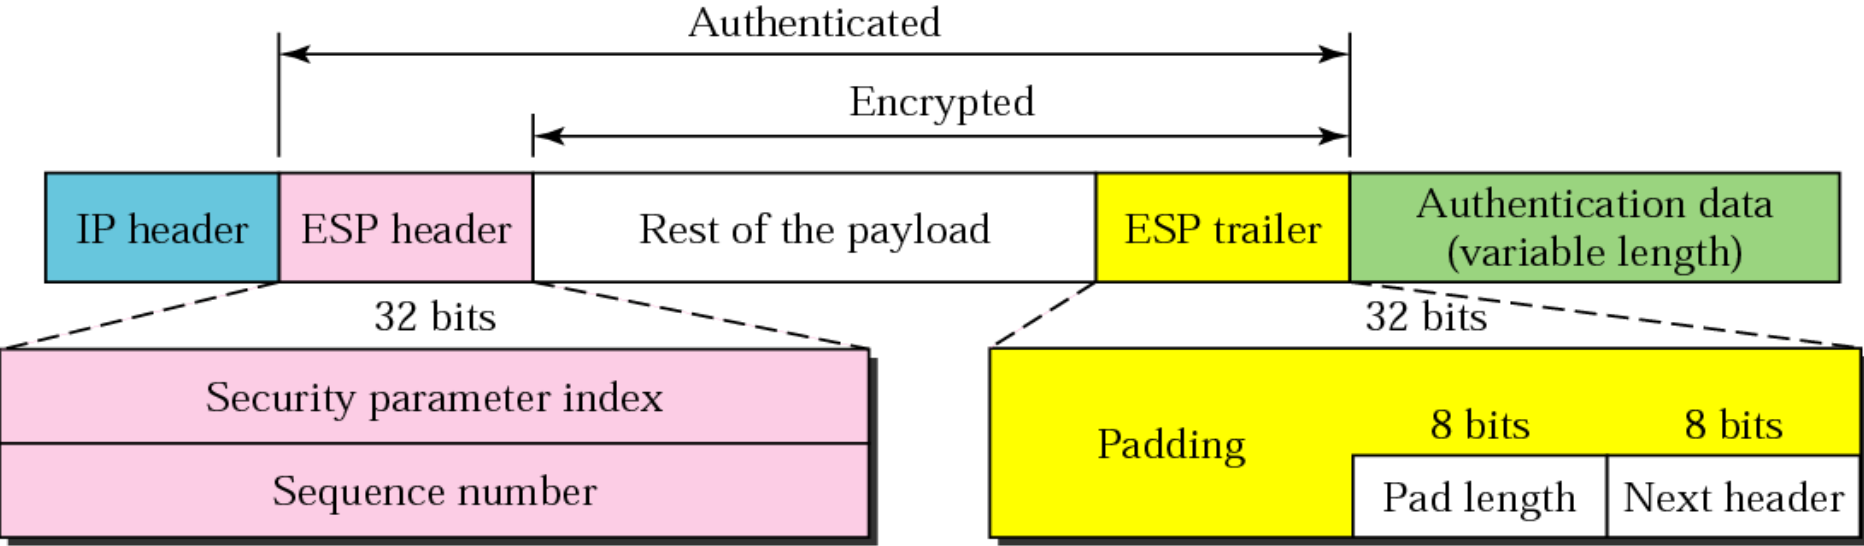 Authenticated
Encrypted
IP header
ESP header
Rest of the payload
ESP trailer
Authentication data
(variable length)
32 bits
32 bits
Security parameter index
Sequence number
Padding
8 bits
8 bits
Pad length
Next header